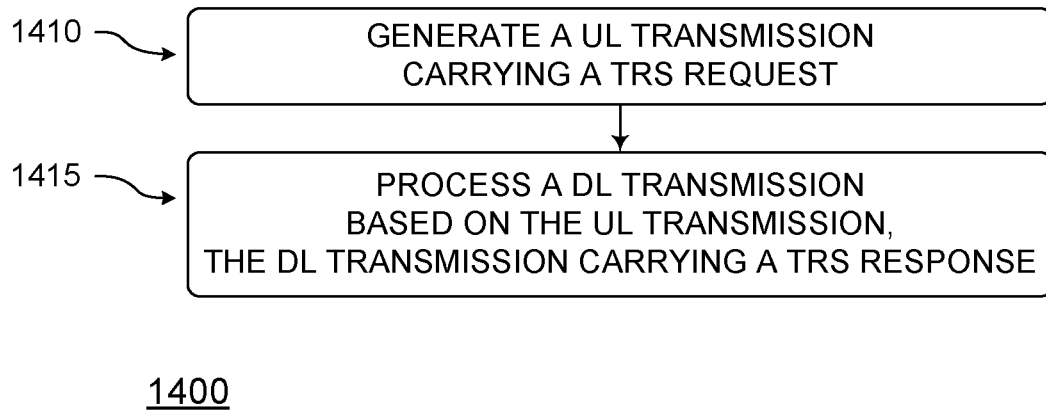 1410
GENERATE A UL TRANSMISSION
CARRYING A TRS REQUEST
1415
PROCESS A DL TRANSMISSION
BASED ON THE UL TRANSMISSION,
THE DL TRANSMISSION CARRYING A TRS RESPONSE
1400